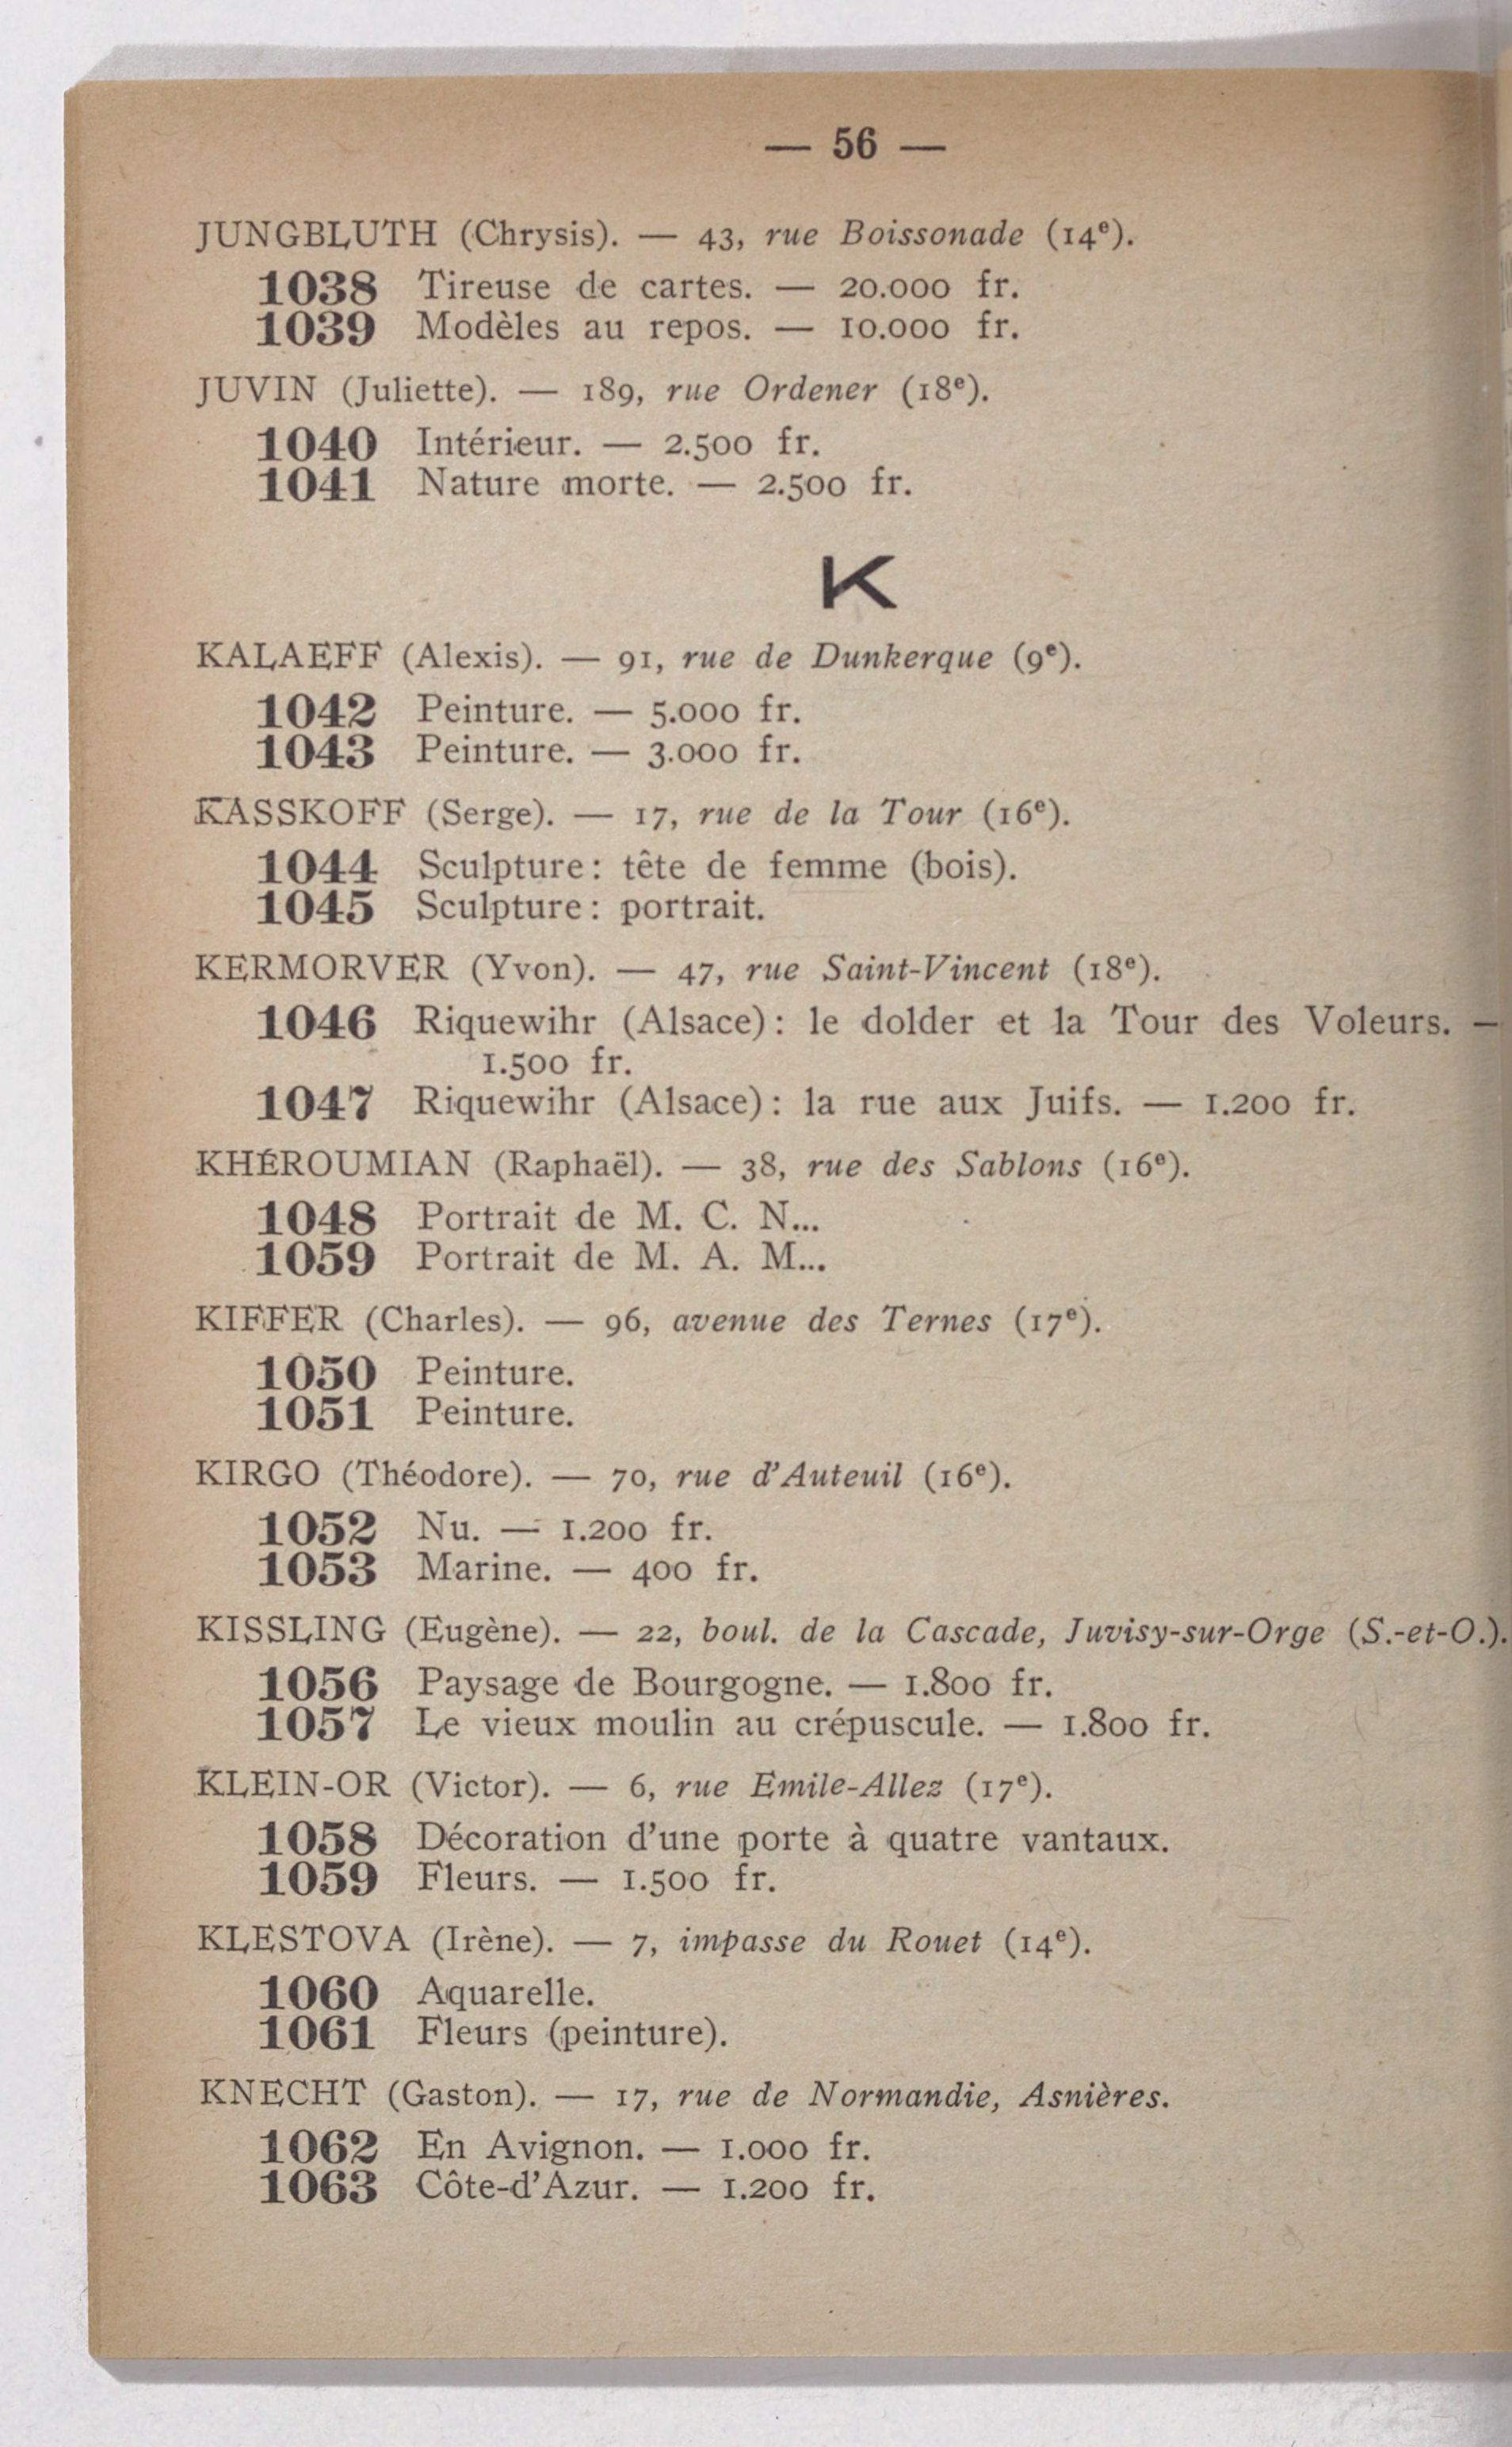 — 56 —
JUNGBLUTH (Chrysis). — 43, rue Boissonade (14ᵉ).
1038 Tireuse de cartes. — 20.000 fr.
1039 Modèles au repos. — 10.000 fr.
JUVIN (Juliette). — 189, rue Ordener (18ᵉ).
1040 Intérieur. — 2.500 fr.
1041 Nature morte. — 2.500 fr.
K
KALAEFF (Alexis). — 91, rue de Dunkerque (9ᵉ).
1042 Peinture. — 5.000 fr.
1043 Peinture. — 3.000 fr.
KASSKOFF (Serge). — 17, rue de la Tour (16ᵉ).
1044 Sculpture : tête de femme (bois).
1045 Sculpture : portrait.
KERMORVER (Yvon). — 47, rue Saint-Vincent (18ᵉ).
1046 Riquewihr (Alsace) : le dolder et la Tour des Voleurs. —
1.500 fr.
1047 Riquewihr (Alsace) : la rue aux Juifs. — 1.200 fr.
KHÉROUMIAN (Raphaël). — 38, rue des Sablons (16ᵉ).
1048 Portrait de M. C. N...
1059 Portrait de M. A. M...
KIFFER (Charles). — 96, avenue des Ternes (17ᵉ).
1050 Peinture.
1051 Peinture.
KIRGO (Théodore). — 70, rue d'Auteuil (16ᵉ).
1052 Nu. — 1.200 fr.
1053 Marine. — 400 fr.
KISSLING (Eugène). — 22, boul. de la Cascade, Juvisy-sur-Orge (S.-et-O.).
1056 Paysage de Bourgogne. — 1.800 fr.
1057 Le vieux moulin au crépuscule. — 1.800 fr.
KLEIN-OR (Victor). — 6, rue Emile-Allez (17ᵉ).
1058 Décoration d'une porte à quatre vantaux.
1059 Fleurs. — 1.500 fr.
KLESTOVA (Irène). — 7, impasse du Rouet (14ᵉ).
1060 Aquarelle.
1061 Fleurs (peinture).
KNECHT (Gaston). — 17, rue de Normandie, Asnières.
1062 En Avignon. — 1.000 fr.
1063 Côte-d'Azur. — 1.200 fr.